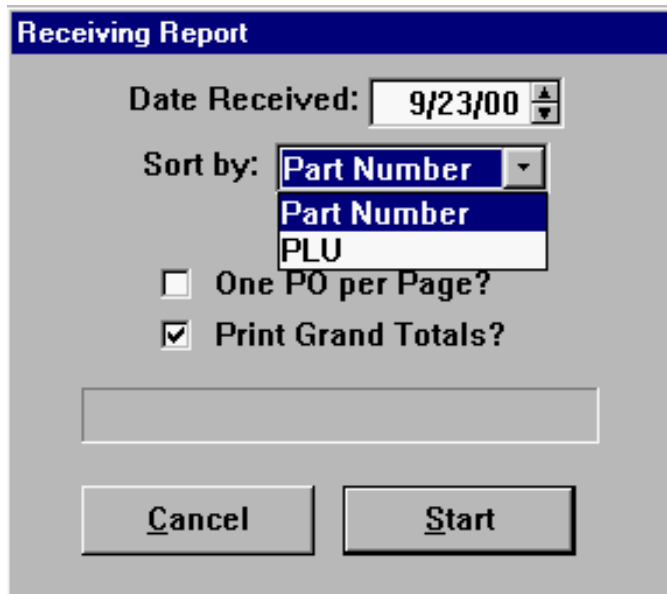 Receiving Report
Date Received: 9/23/00
Sort by: Part Number
Part Number
PLU
One PO per Page?
Print Grand Totals?
Cancel Start